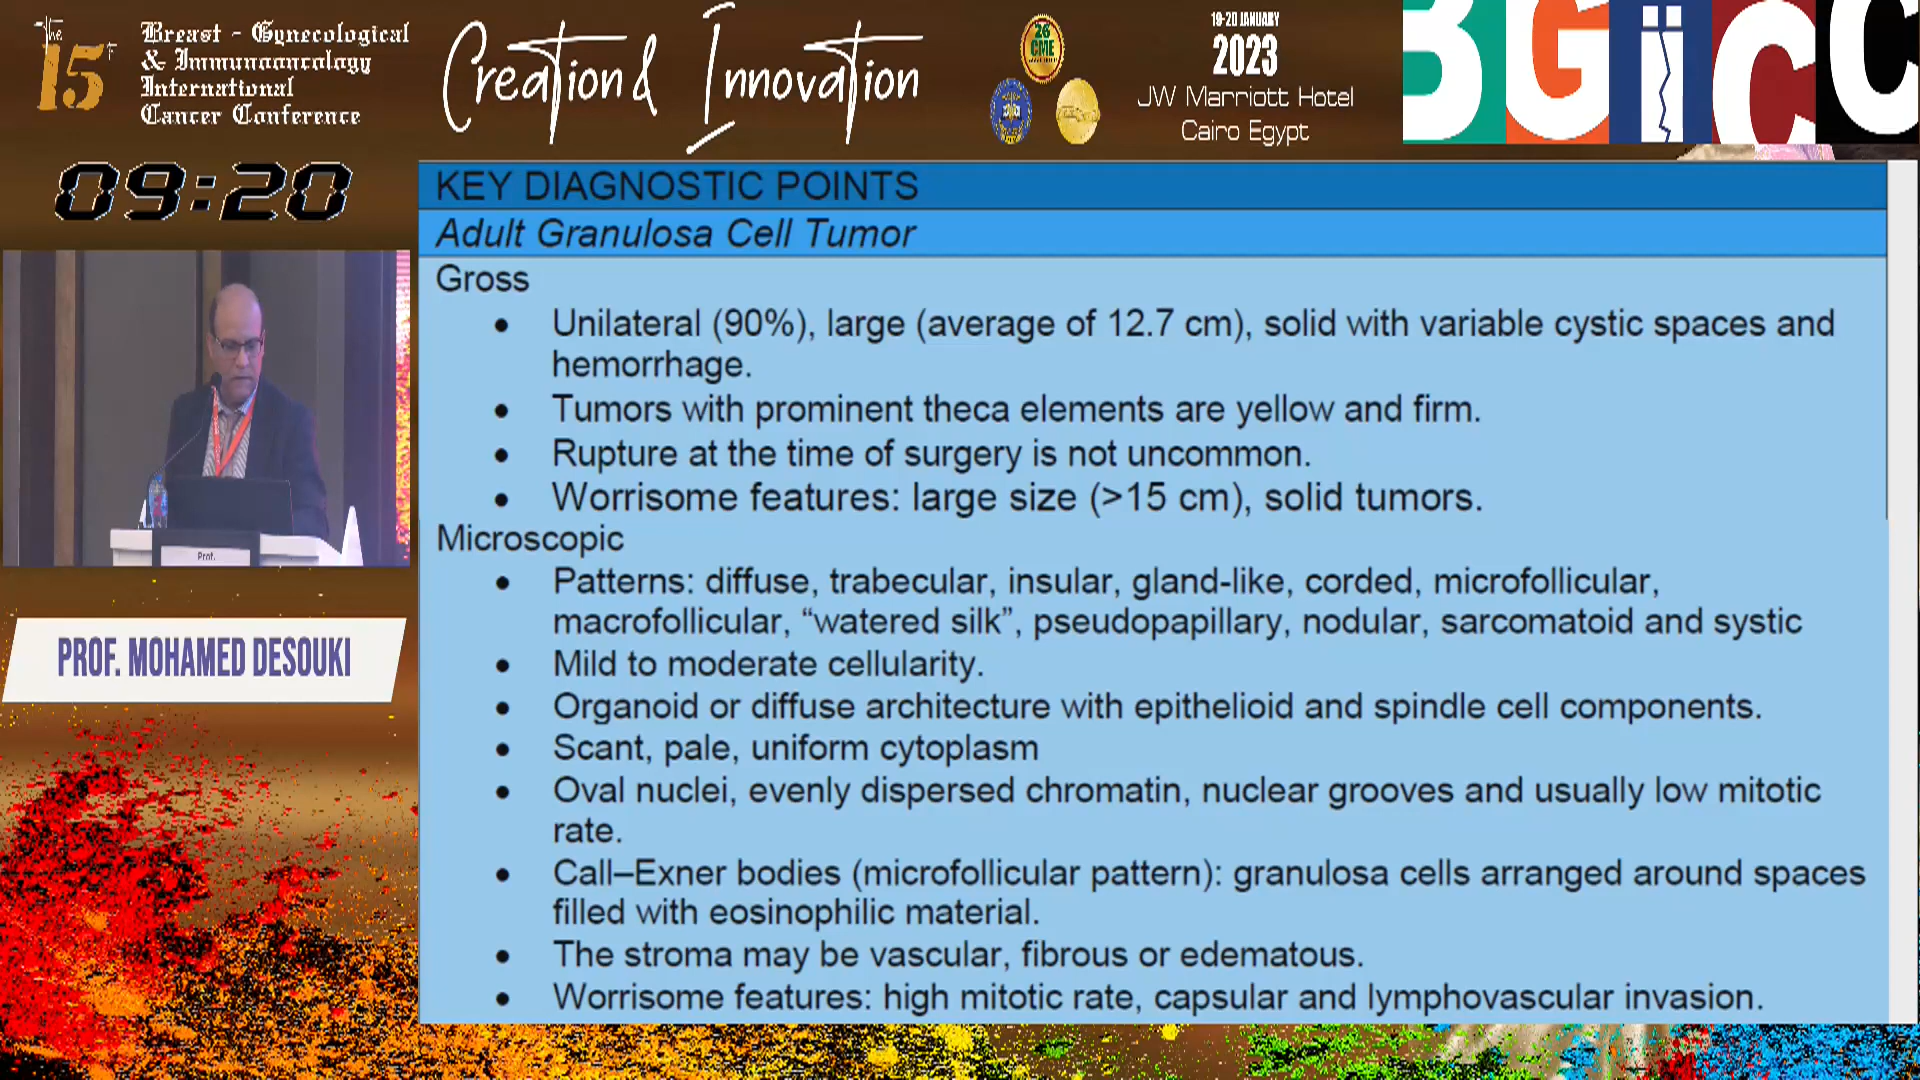 The 15th
Breast - Gynecological
& Immunooncology
International
Cancer Conference
Creation & Innovation
26
CME
19-20 JANUARY
2023
JW Marriott Hotel
Cairo Egypt
BGiCC
09:20
KEY DIAGNOSTIC POINTS
Adult Granulosa Cell Tumor
Gross
• Unilateral (90%), large (average of 12.7 cm), solid with variable cystic spaces and
hemorrhage.
• Tumors with prominent theca elements are yellow and firm.
• Rupture at the time of surgery is not uncommon.
• Worrisome features: large size (>15 cm), solid tumors.
Microscopic
• Patterns: diffuse, trabecular, insular, gland-like, corded, microfollicular,
macrofollicular, “watered silk”, pseudopapillary, nodular, sarcomatoid and systic
• Mild to moderate cellularity.
• Organoid or diffuse architecture with epithelioid and spindle cell components.
• Scant, pale, uniform cytoplasm
• Oval nuclei, evenly dispersed chromatin, nuclear grooves and usually low mitotic
rate.
• Call–Exner bodies (microfollicular pattern): granulosa cells arranged around spaces
filled with eosinophilic material.
• The stroma may be vascular, fibrous or edematous.
• Worrisome features: high mitotic rate, capsular and lymphovascular invasion.
Prof.
PROF. MOHAMED DESOUKI